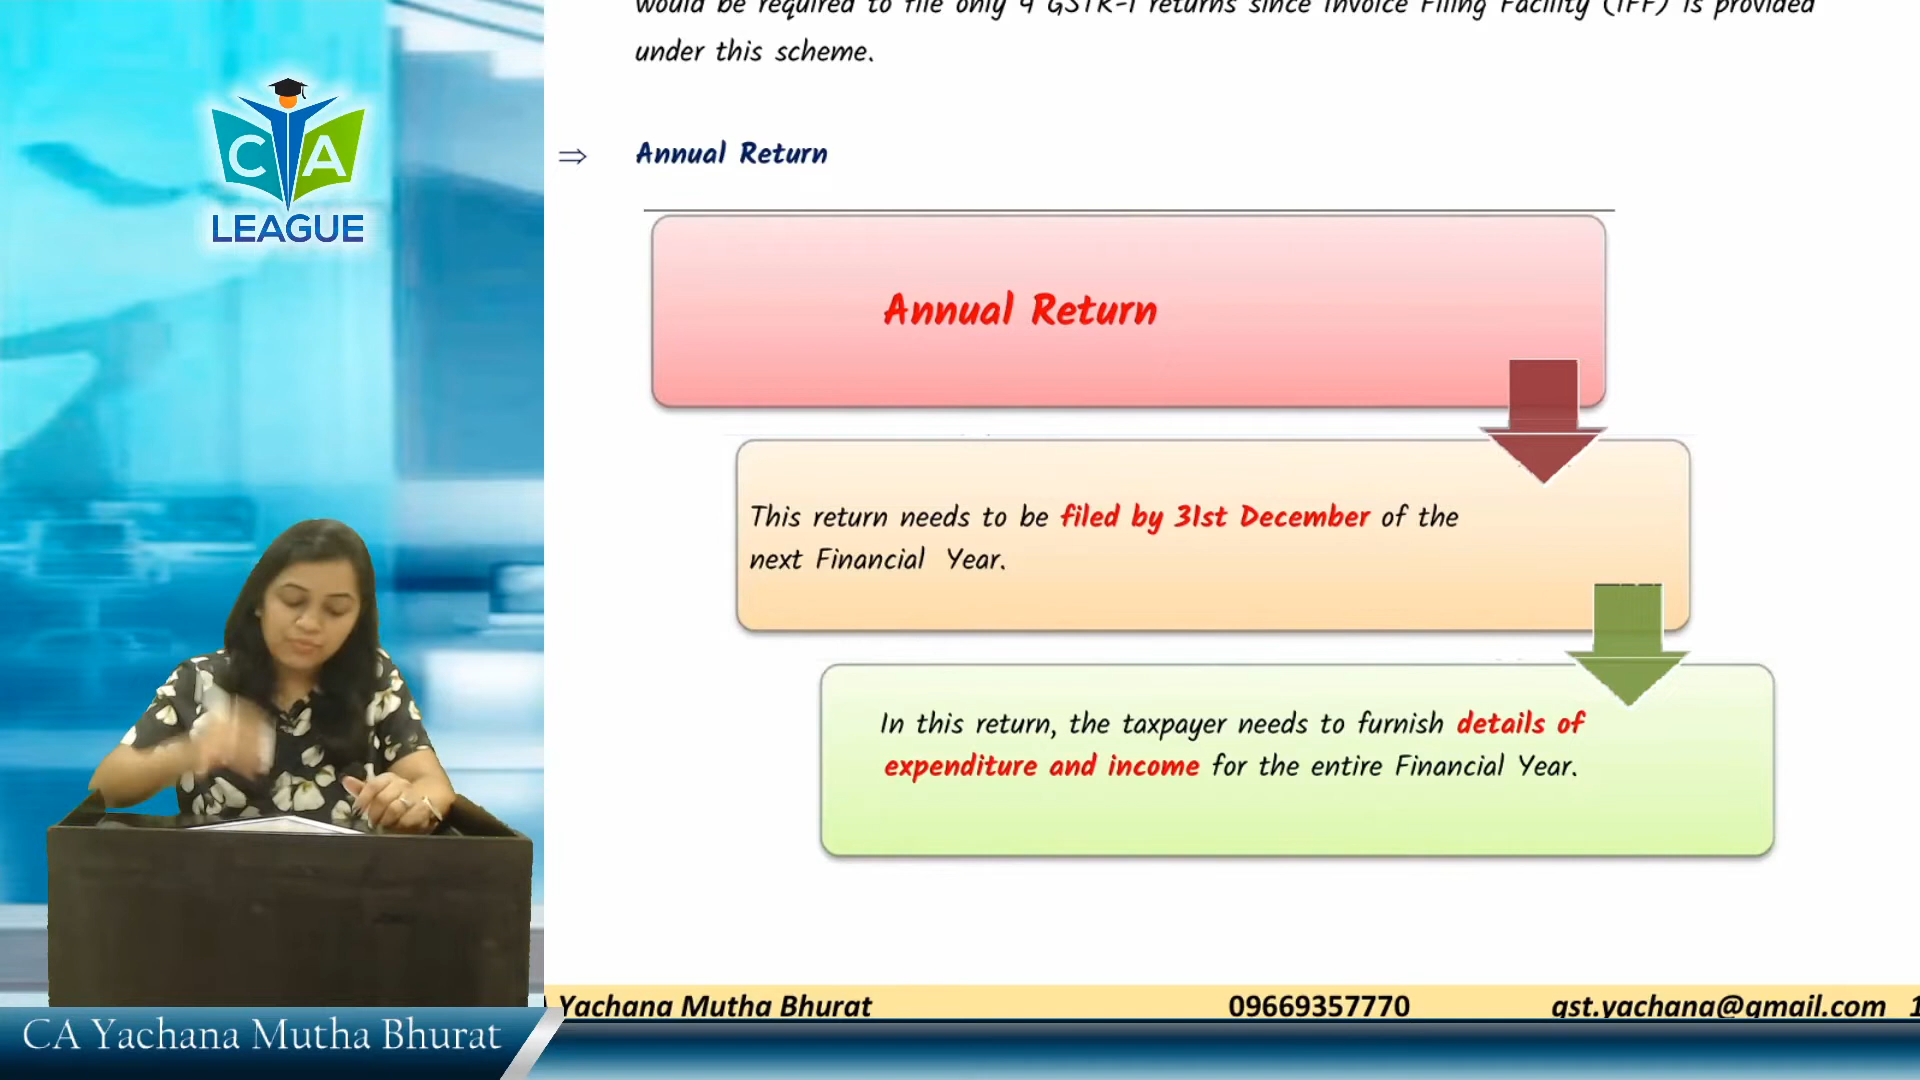 would be required to file only 9 GSTR-1 returns since Invoice Filing Facility (IFF) is provided
under this scheme.
CA
LEAGUE
⇒ Annual Return
Annual Return
This return needs to be filed by 31st December of the
next Financial Year.
In this return, the taxpayer needs to furnish details of
expenditure and income for the entire Financial Year.
Yachana Mutha Bhurat 09669357770 gst.yachana@gmail.com 1
CA Yachana Mutha Bhurat